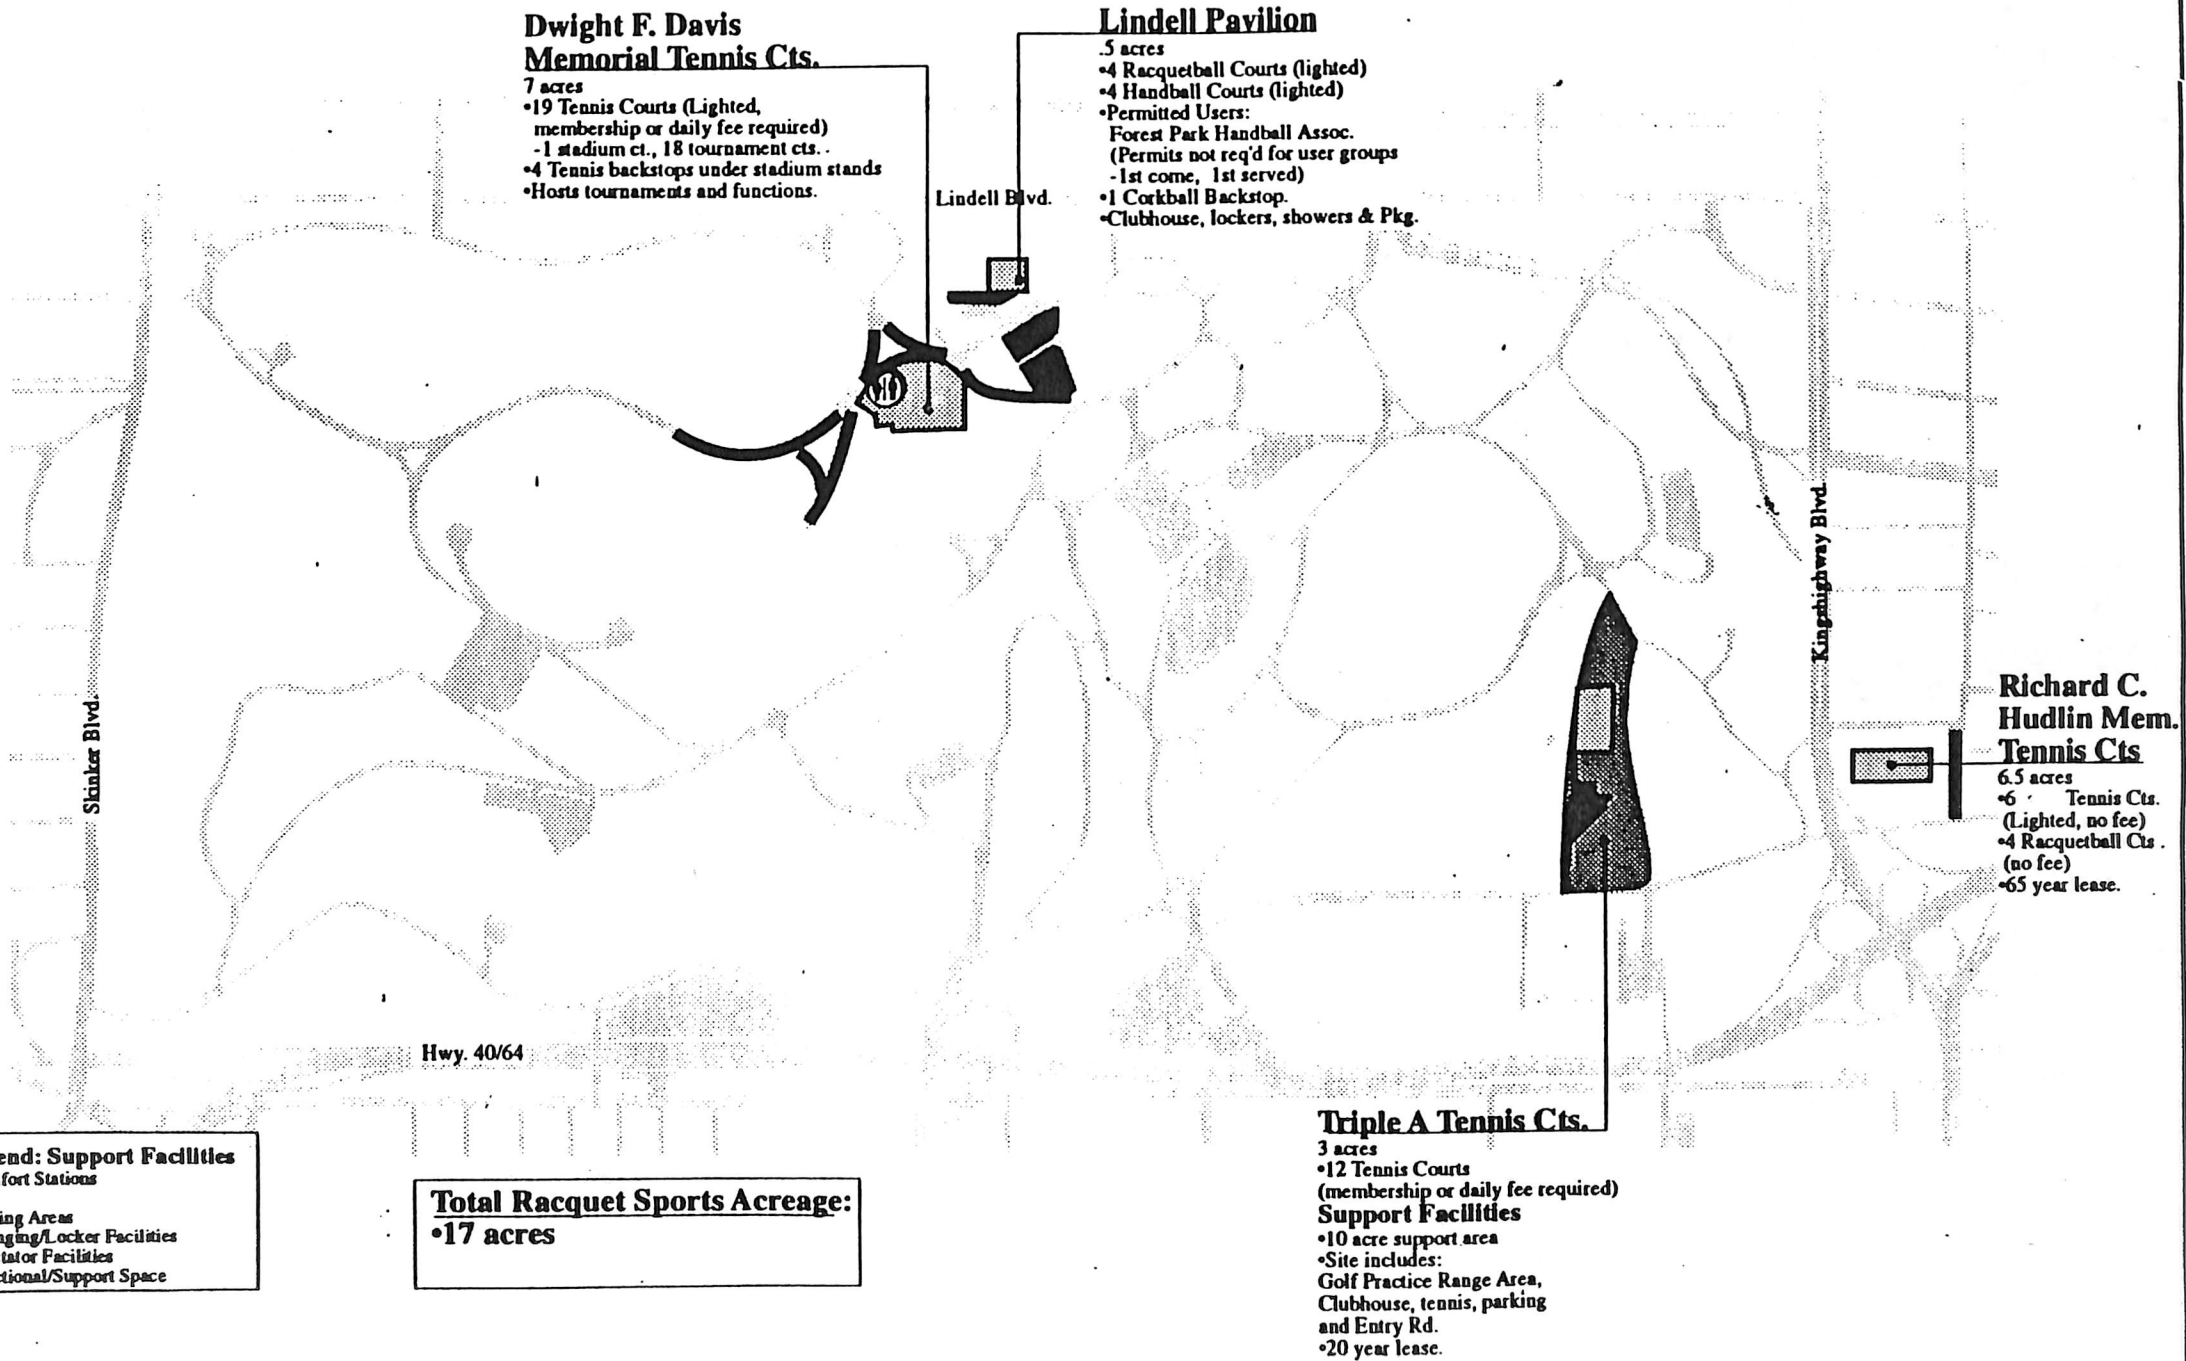 Dwight F. Davis
Memorial Tennis Cts.
7 acres
•19 Tennis Courts (Lighted,
membership or daily fee required)
-1 stadium ct., 18 tournament cts.
•4 Tennis backstops under stadium stands
•Hosts tournaments and functions.
Lindell Pavilion
.5 acres
•4 Racquetball Courts (lighted)
•4 Handball Courts (lighted)
•Permitted Users:
Forest Park Handball Assoc.
(Permits not req'd for user groups
-1st come, 1st served)
•1 Corkball Backstop.
•Clubhouse, lockers, showers & Pkg.
Lindell Blvd.
Skinker Blvd.
Kingshighway Blvd.
Richard C.
Hudlin Mem.
Tennis Cts
6.5 acres
•6 Tennis Cts.
(Lighted, no fee)
•4 Racquetball Cts.
(no fee)
•65 year lease.
Hwy. 40/64
Triple A Tennis Cts.
3 acres
•12 Tennis Courts
(membership or daily fee required)
Support Facilities
•10 acre support area
•Site includes:
Golf Practice Range Area,
Clubhouse, tennis, parking
and Entry Rd.
•20 year lease.
end: Support Facilities
fort Stations
ing Areas
nging/Locker Facilities
tator Facilities
tional/Support Space
Total Racquet Sports Acreage:
•17 acres